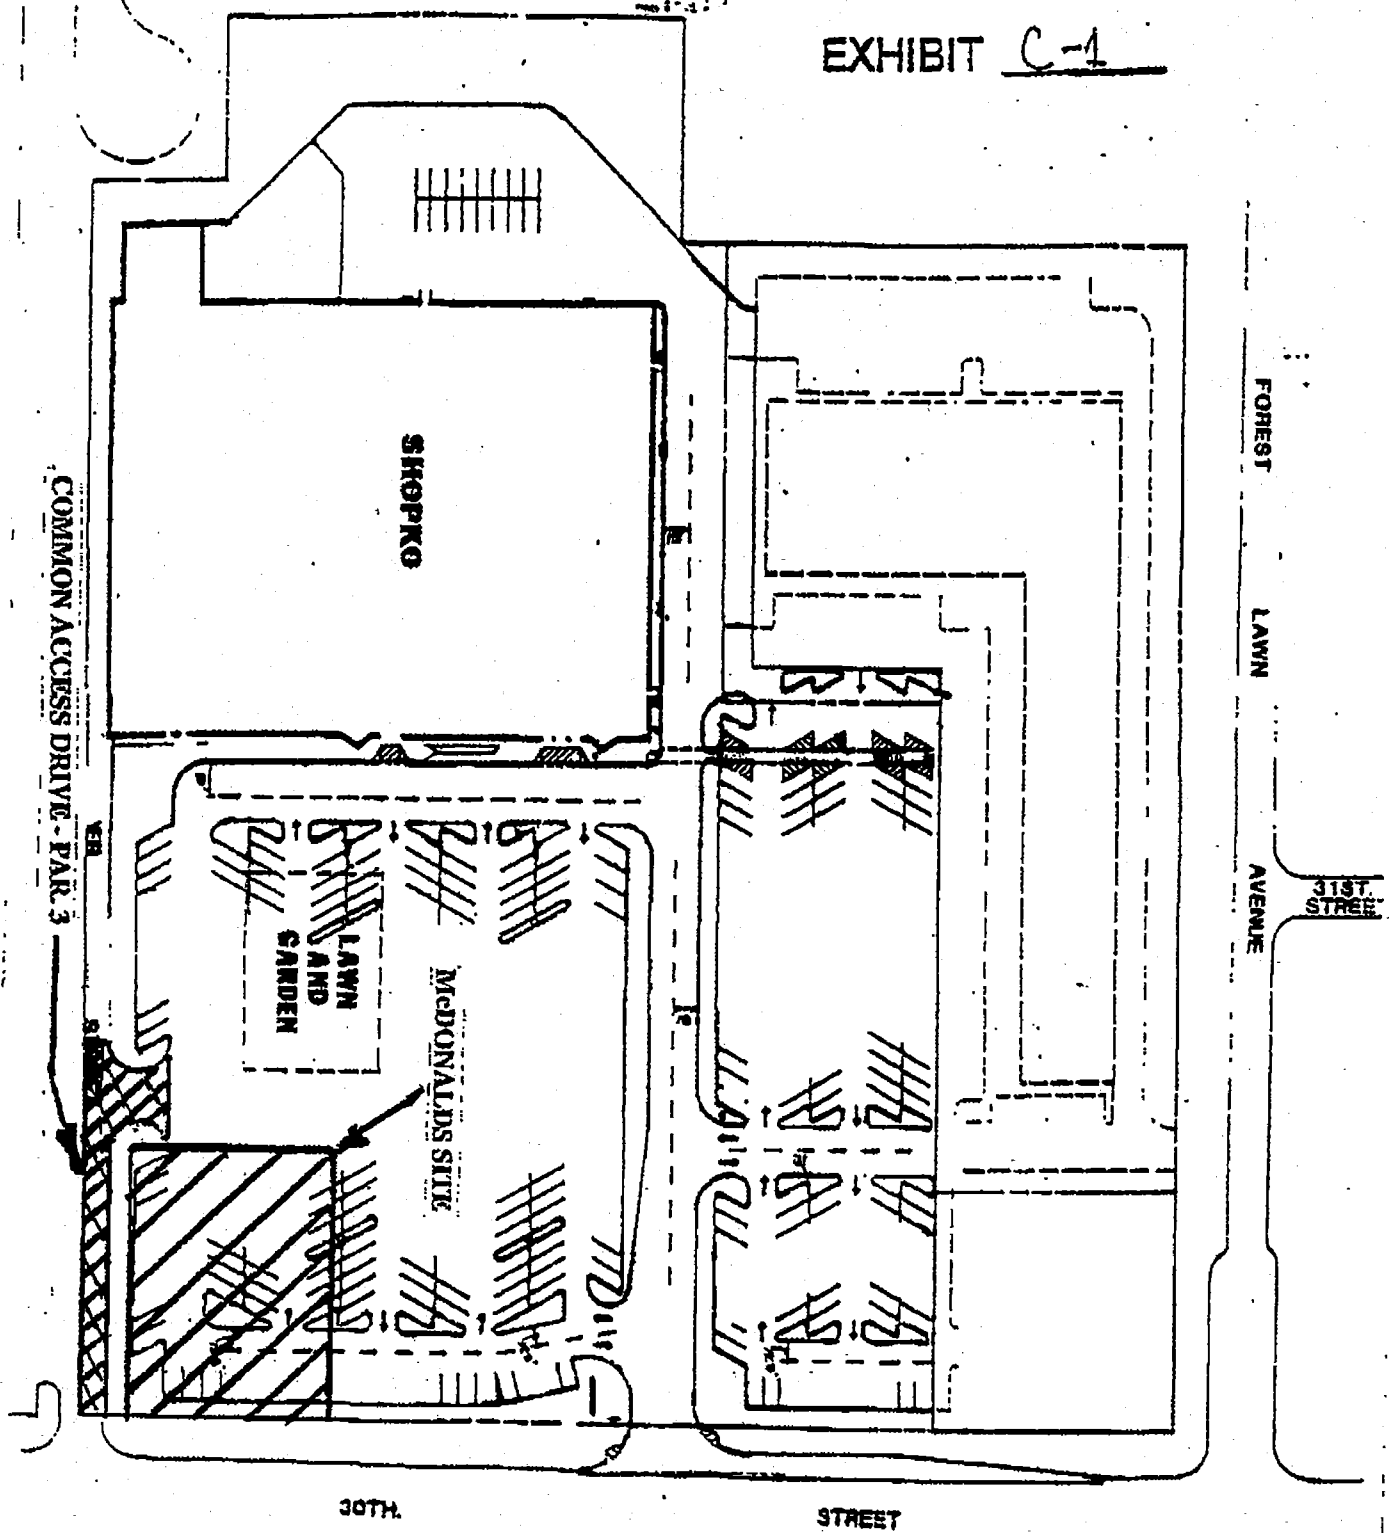 EXHIBIT C-1
SHOPKO
COMMON ACCESS DRIVE - PAR. 3
LAWN
AND
GARDEN
McDONALDS SITE
FOREST LAWN AVENUE
31ST.
STREET
30TH. STREET